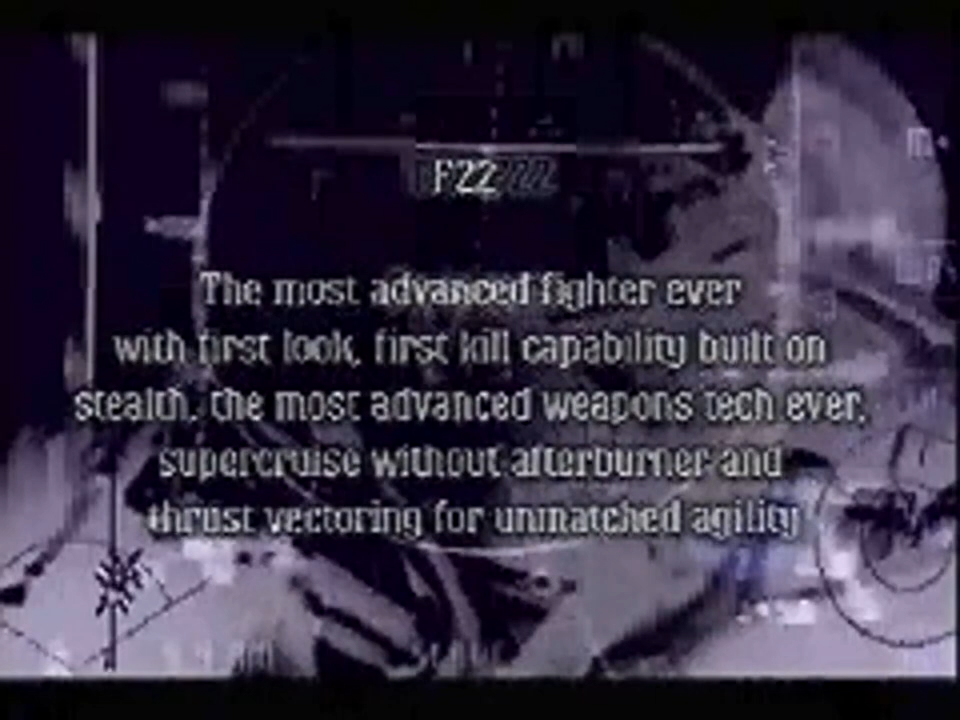 F22
The most advanced fighter ever
with first look, first kill capability built on
stealth, the most advanced weapons tech ever,
supercruise without afterburner and
thrust vectoring for unmatched agility